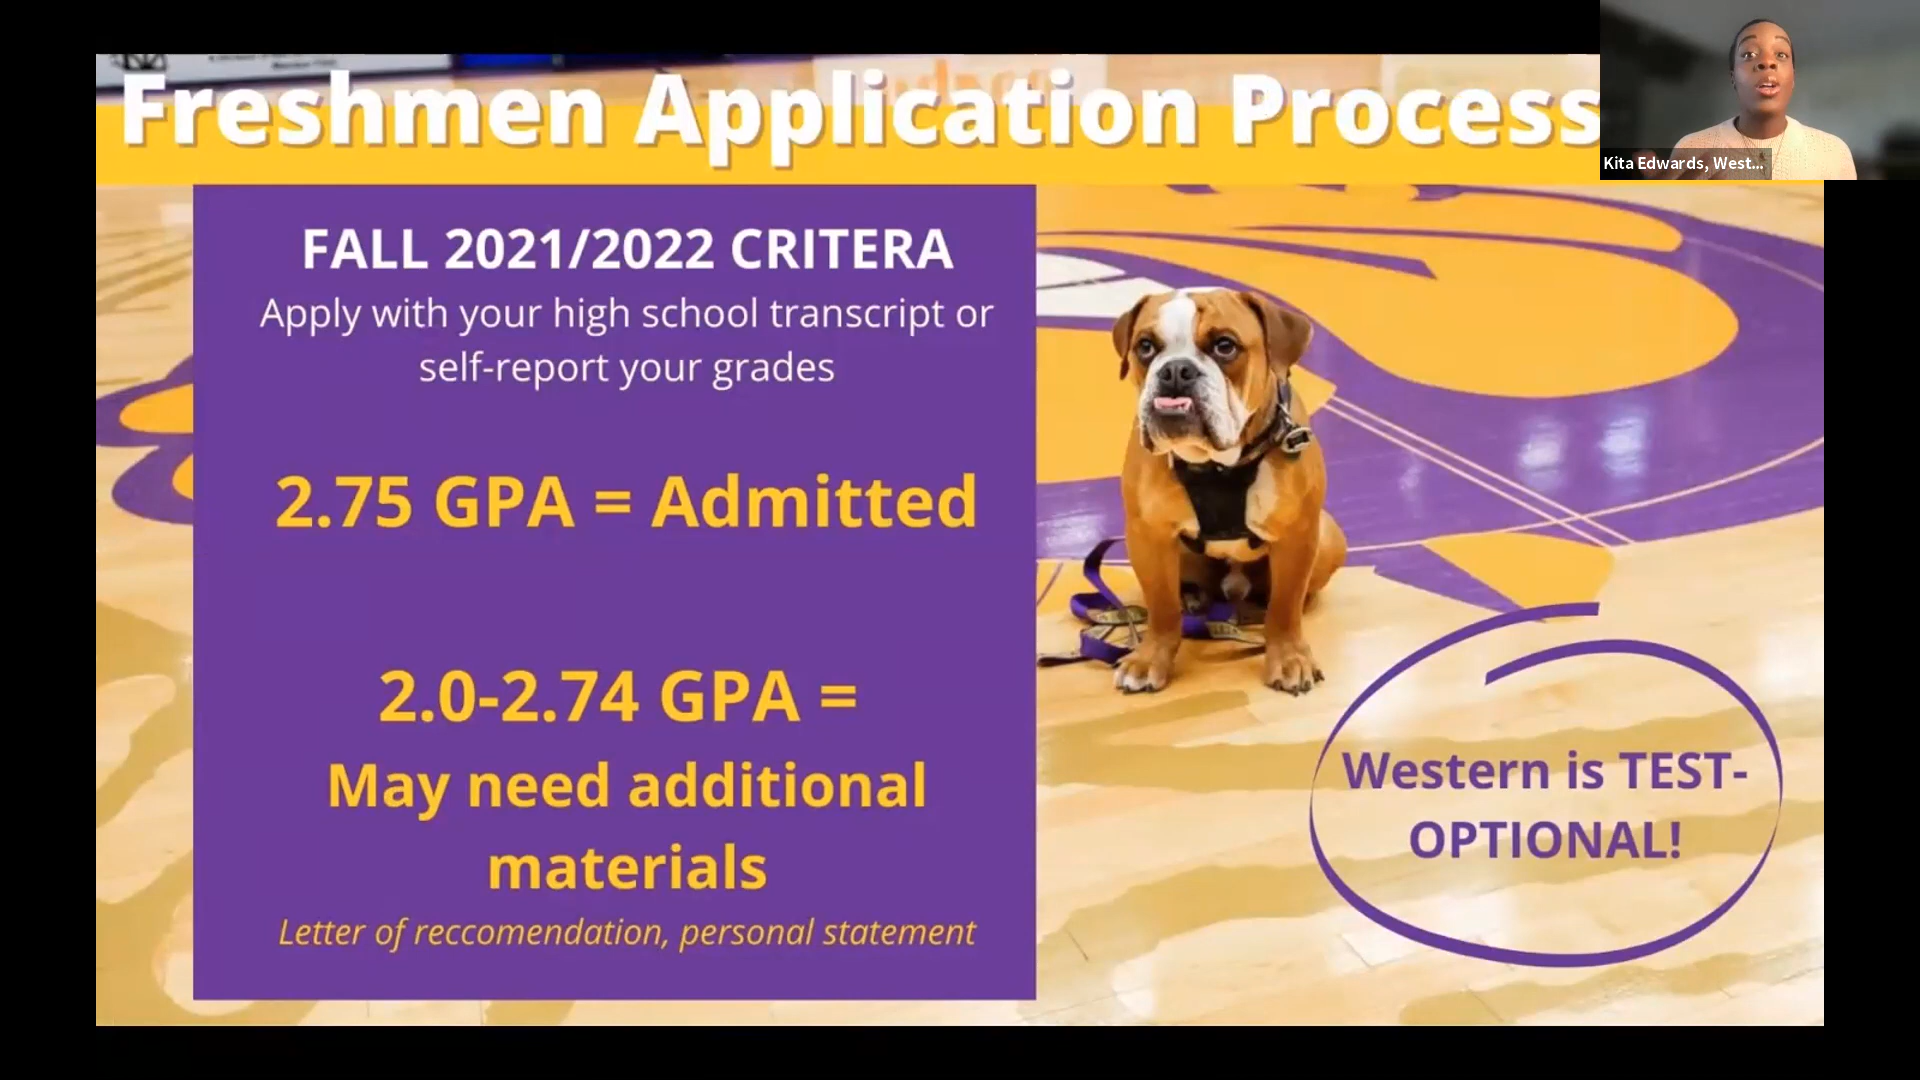 Freshmen Application Process
Kita Edwards, West...
FALL 2021/2022 CRITERA
Apply with your high school transcript or
self-report your grades
2.75 GPA = Admitted
2.0-2.74 GPA =
May need additional
materials
Letter of reccomendation, personal statement
Western is TEST-
OPTIONAL!